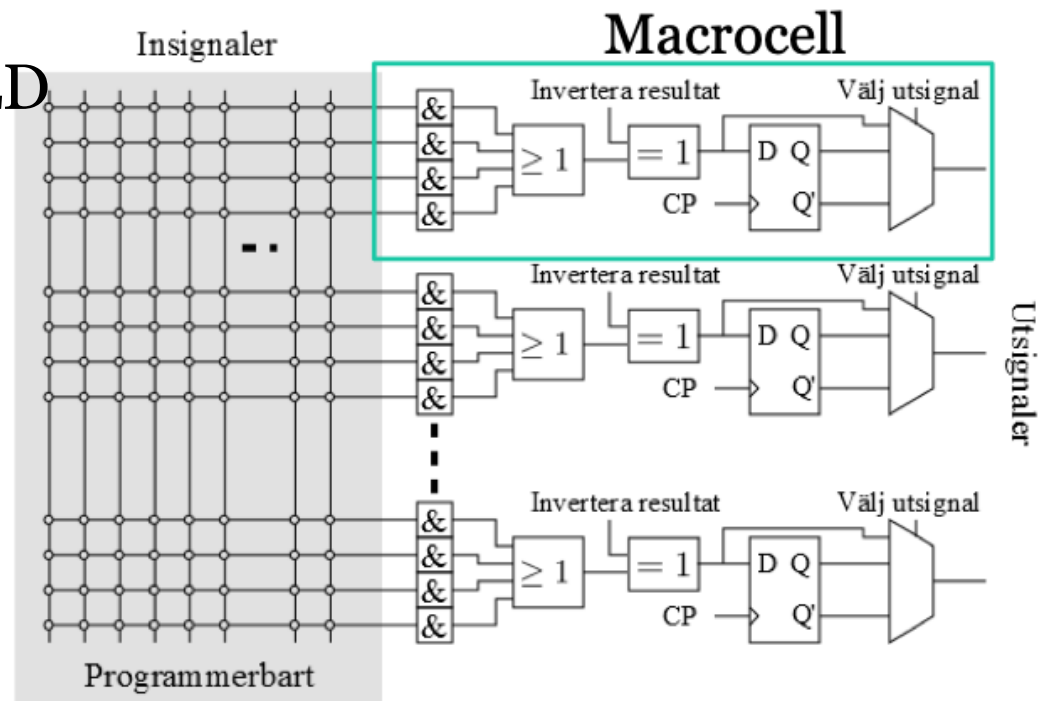 Macrocell
Insignaler
LD
Invertera resultat Välj utsignal
&
&
&
&
≥ 1
= 1
D Q
CP Q'
Invertera resultat Välj utsignal
&
&
&
&
≥ 1
= 1
D Q
CP Q'
Utsignaler
Invertera resultat Välj utsignal
&
&
&
&
≥ 1
= 1
D Q
CP Q'
Programmerbart